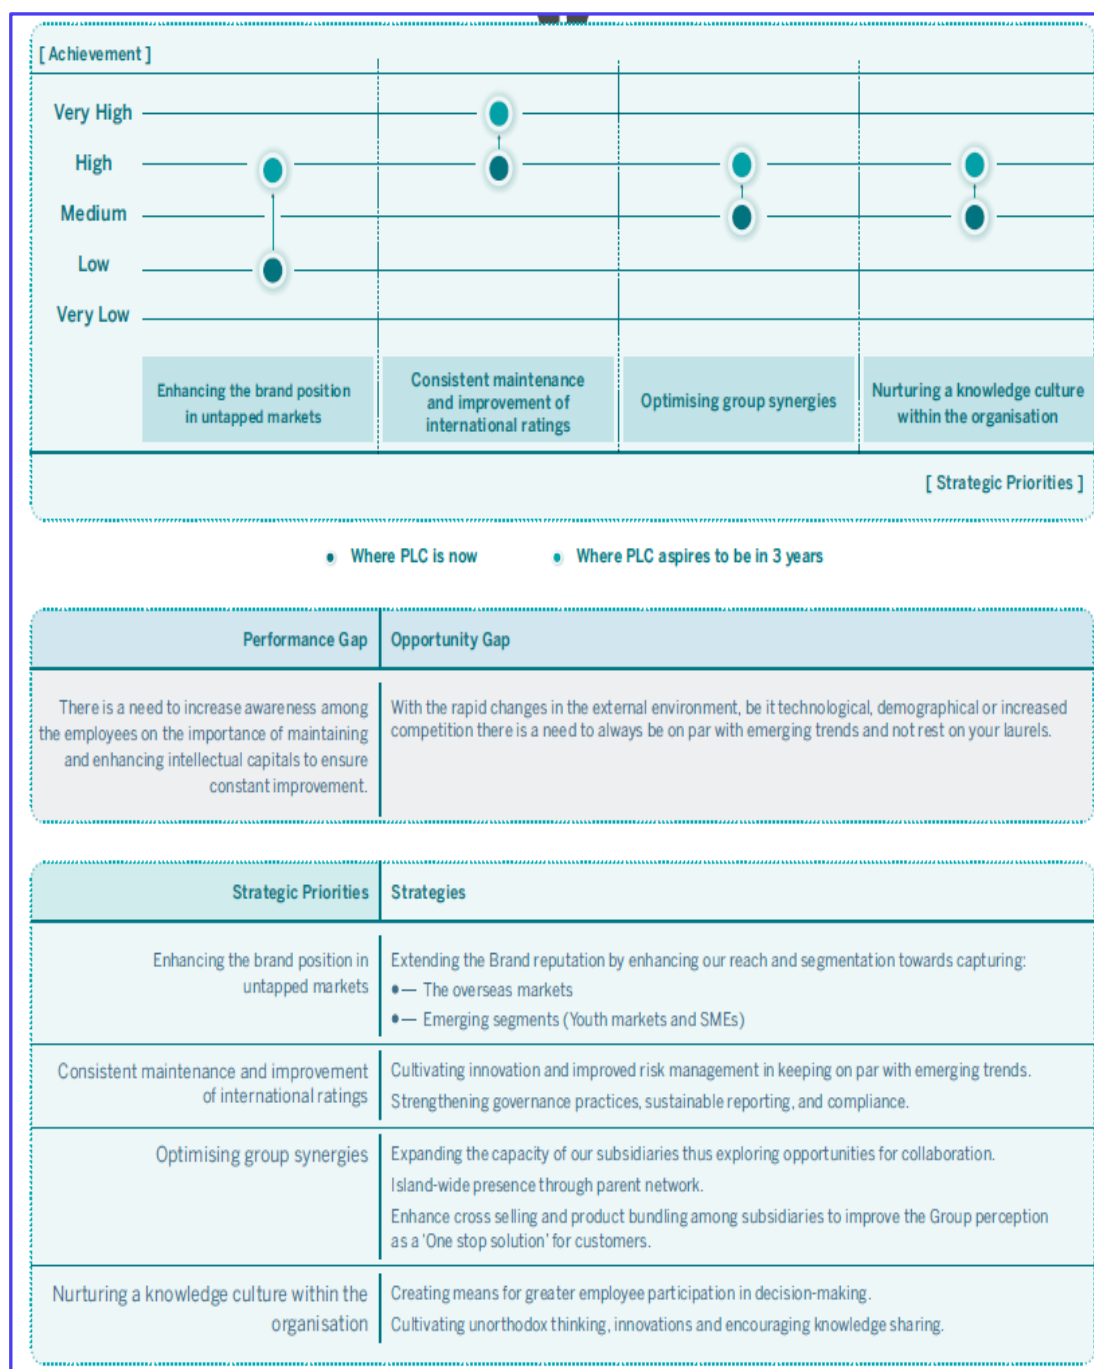 [ Achievement ]
Very High
High
Medium
Low
Very Low
Enhancing the brand position
in untapped markets
Consistent maintenance
and improvement of
international ratings
Optimising group synergies
Nurturing a knowledge culture
within the organisation
[ Strategic Priorities ]
Where PLC is now
Where PLC aspires to be in 3 years
Performance Gap
Opportunity Gap
There is a need to increase awareness among
the employees on the importance of maintaining
and enhancing intellectual capitals to ensure
constant improvement.
With the rapid changes in the external environment, be it technological, demographical or increased
competition there is a need to always be on par with emerging trends and not rest on your laurels.
Strategic Priorities
Strategies
Enhancing the brand position in
untapped markets
Extending the Brand reputation by enhancing our reach and segmentation towards capturing:
●— The overseas markets
●— Emerging segments (Youth markets and SMEs)
Consistent maintenance and improvement
of international ratings
Cultivating innovation and improved risk management in keeping on par with emerging trends.
Strengthening governance practices, sustainable reporting, and compliance.
Optimising group synergies
Expanding the capacity of our subsidiaries thus exploring opportunities for collaboration.
Island-wide presence through parent network.
Enhance cross selling and product bundling among subsidiaries to improve the Group perception
as a 'One stop solution' for customers.
Nurturing a knowledge culture within the
organisation
Creating means for greater employee participation in decision-making.
Cultivating unorthodox thinking, innovations and encouraging knowledge sharing.